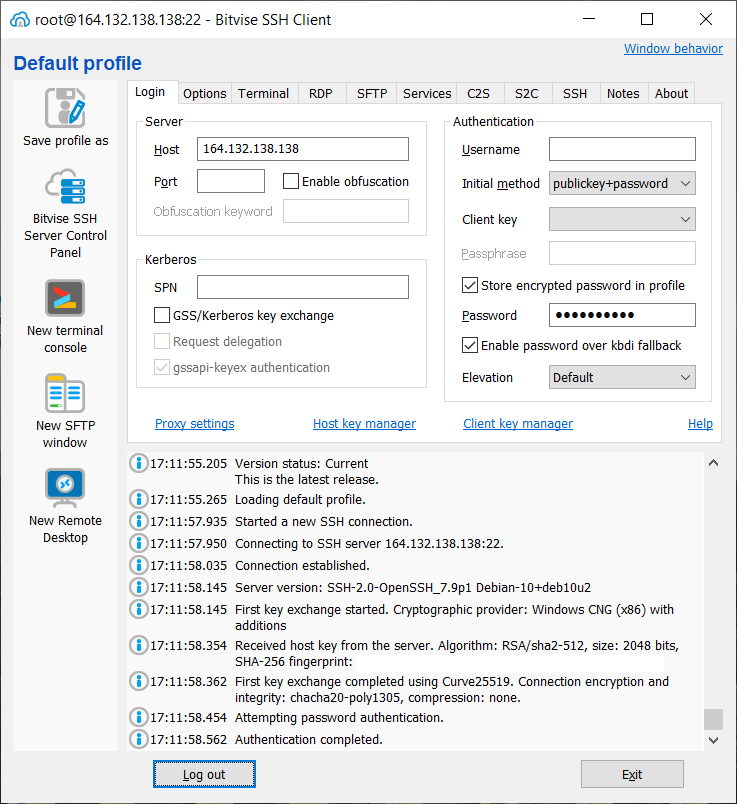 root@164.132.138.138:22 - Bitvise SSH Client
Window behavior
Default profile
Save profile as
Bitvise SSH
Server Control
Panel
New terminal
console
New SFTP
window
New Remote
Desktop
Login Options Terminal RDP SFTP Services C2S S2C SSH Notes About
Server
Host 164.132.138.138
Port Enable obfuscation
Obfuscation keyword
Kerberos
SPN
GSS/Kerberos key exchange
Request delegation
gssapi-keyex authentication
Authentication
Username
Initial method publickey+password
Client key
Passphrase
Store encrypted password in profile
Password ●●●●●●●●●●
Enable password over kbdi fallback
Elevation Default
Proxy settings Host key manager Client key manager Help
17:11:55.205 Version status: Current
This is the latest release.
17:11:55.265 Loading default profile.
17:11:57.935 Started a new SSH connection.
17:11:57.950 Connecting to SSH server 164.132.138.138:22.
17:11:58.035 Connection established.
17:11:58.145 Server version: SSH-2.0-OpenSSH_7.9p1 Debian-10+deb10u2
17:11:58.145 First key exchange started. Cryptographic provider: Windows CNG (x86) with
additions
17:11:58.354 Received host key from the server. Algorithm: RSA/sha2-512, size: 2048 bits,
SHA-256 fingerprint:
17:11:58.362 First key exchange completed using Curve25519. Connection encryption and
integrity: chacha20-poly1305, compression: none.
17:11:58.454 Attempting password authentication.
17:11:58.562 Authentication completed.
Log out Exit